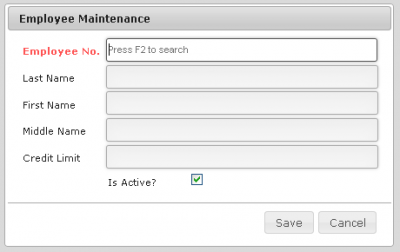 Employee Maintenance
Employee No. Press F2 to search
Last Name
First Name
Middle Name
Credit Limit
Is Active?
Save Cancel